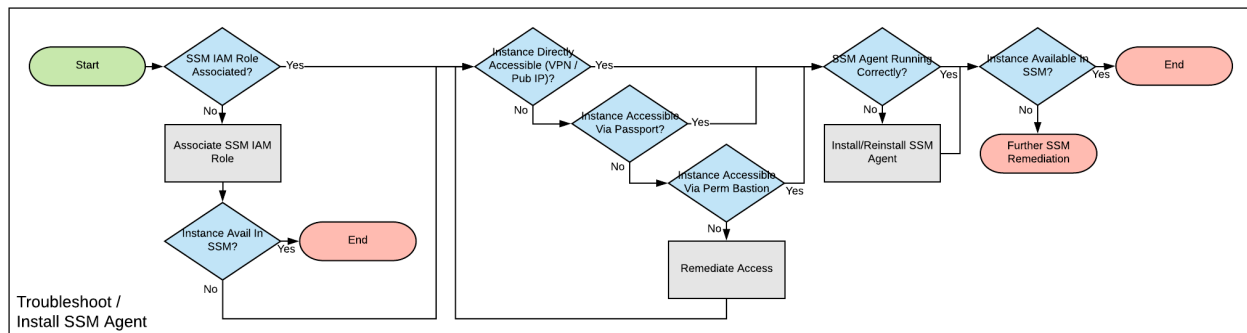 Start
SSM IAM Role
Associated?
Yes
No
Associate SSM IAM
Role
Instance Avail In
SSM?
Yes
End
No
Instance Directly
Accessible (VPN /
Pub IP)?
Yes
No
Instance Accessible
Via Passport?
Yes
No
Instance Accessible
Via Perm Bastion
Yes
No
Remediate Access
SSM Agent Running
Correctly?
Yes
No
Install/Reinstall SSM
Agent
Instance Available In
SSM?
Yes
End
No
Further SSM
Remediation
Troubleshoot /
Install SSM Agent